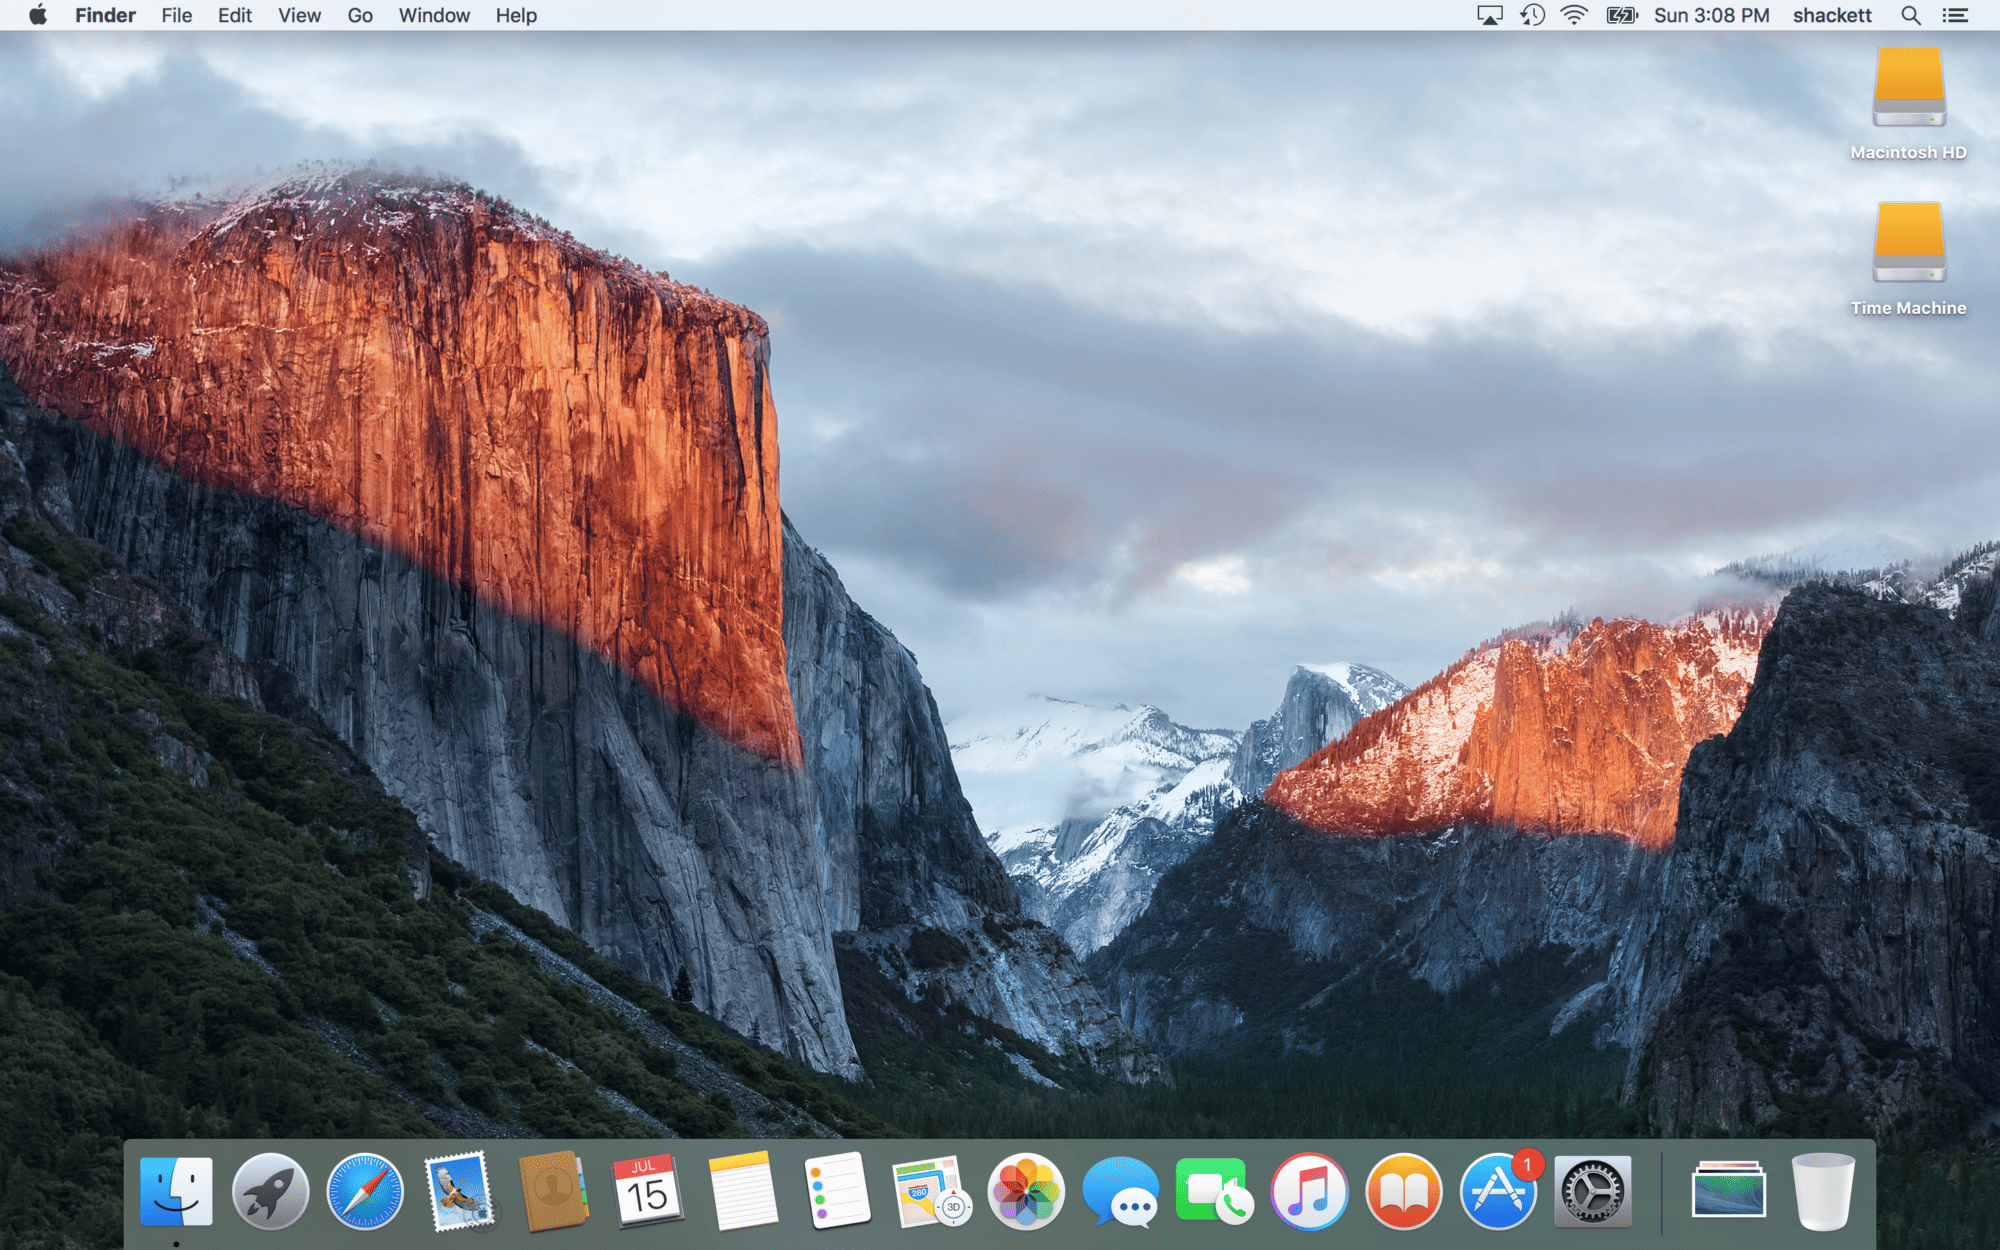 Finder File Edit View Go Window Help Sun 3:08 PM shackett
Macintosh HD
Time Machine
JUL
15
280
3D
1